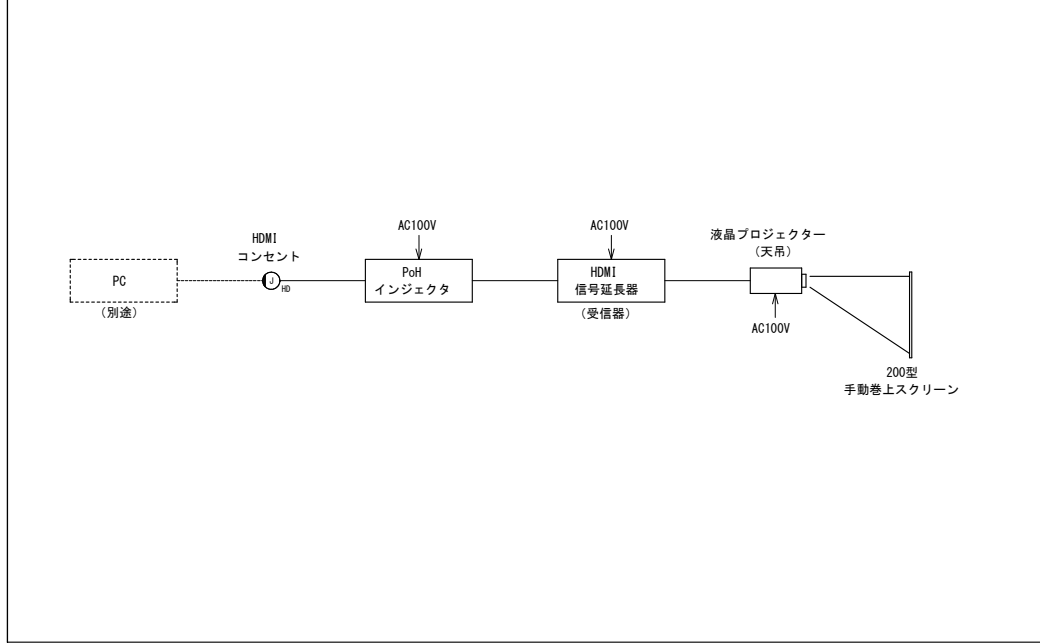 AC100V
AC100V
液晶プロジェクター
(天吊)
HDMI
コンセント
PC
(別途)
J
HD
PoH
インジェクタ
HDMI
信号延長器
(受信器)
AC100V
200型
手動巻上スクリーン